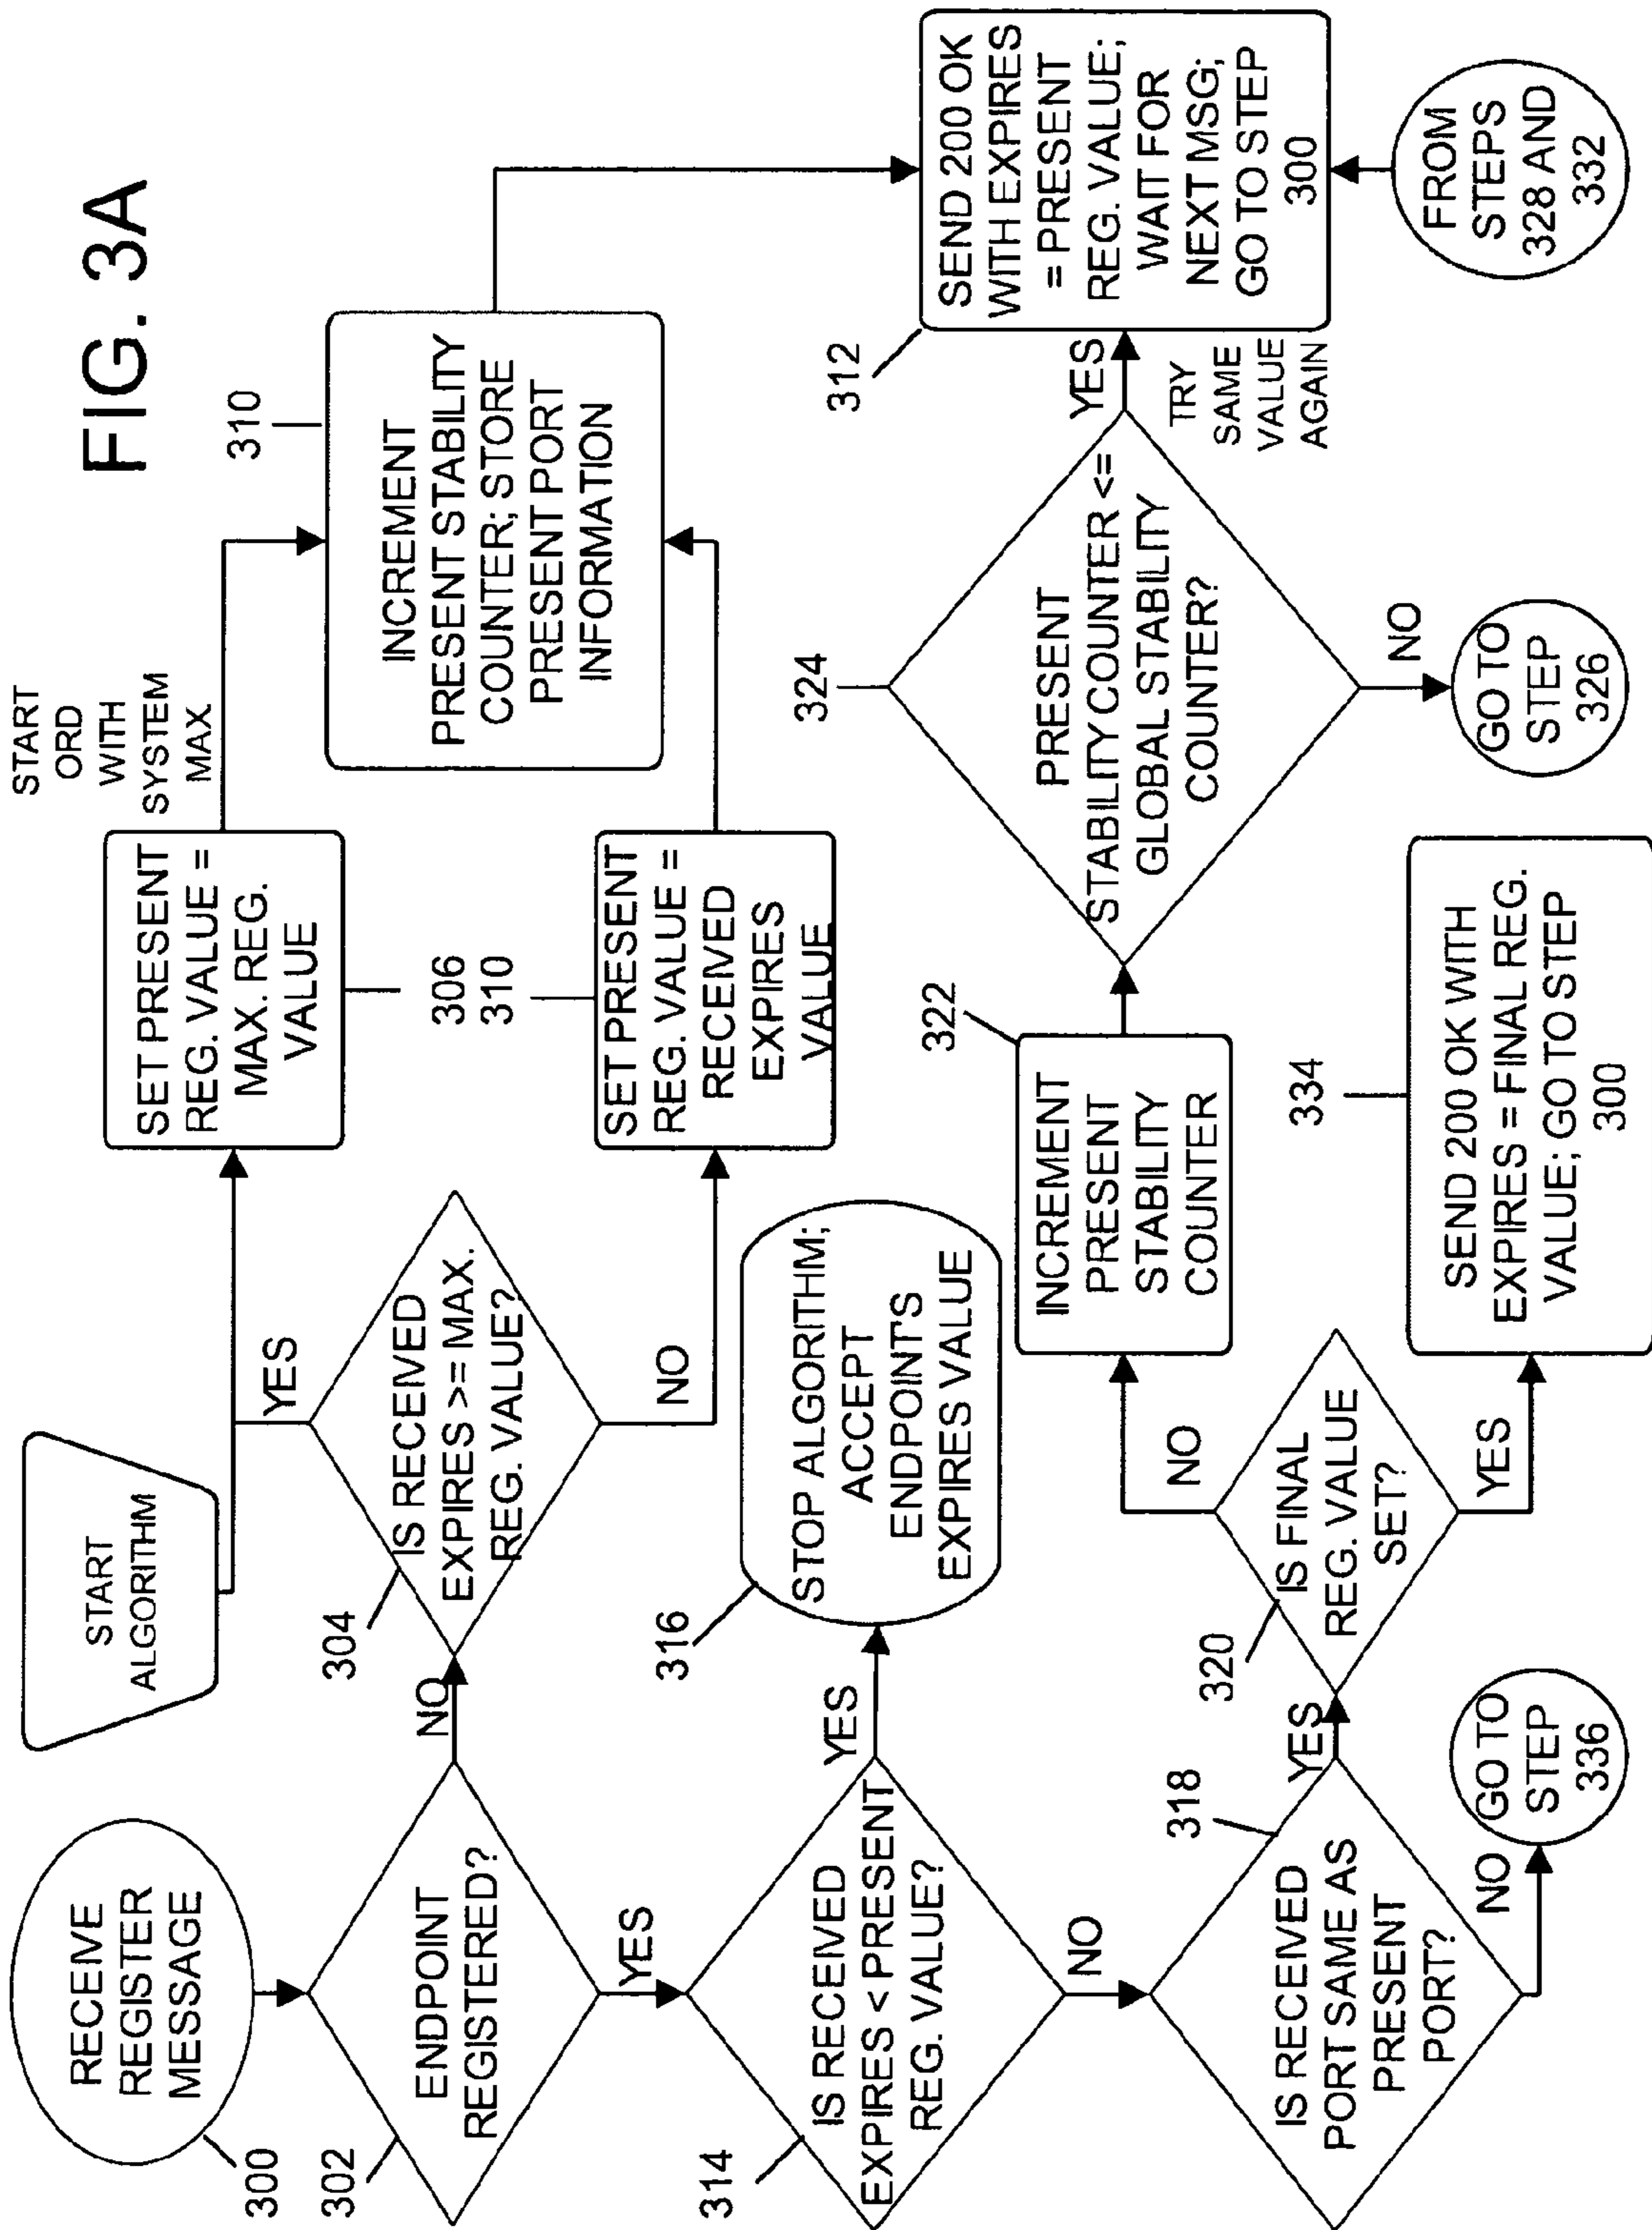 FIG. 3A
RECEIVE
REGISTER
MESSAGE
300
START
ALGORITHM
302
ENDPOINT
REGISTERED?
NO
YES
304
IS RECEIVED
EXPIRES >= MAX.
REG. VALUE?
YES
NO
SET PRESENT
REG. VALUE =
MAX. REG.
VALUE
306
START
ORD
WITH
SYSTEM
MAX.
310
SET PRESENT
REG. VALUE =
RECEIVED
EXPIRES
VALUE
310
INCREMENT
PRESENT STABILITY
COUNTER; STORE
PRESENT PORT
INFORMATION
312
SEND 200 OK
WITH EXPIRES
= PRESENT
REG. VALUE;
WAIT FOR
NEXT MSG;
GO TO STEP
300
314
IS RECEIVED
EXPIRES < PRESENT
REG. VALUE?
YES
NO
316
STOP ALGORITHM;
ACCEPT
ENDPOINTS
EXPIRES VALUE
318
IS RECEIVED
PORT SAME AS
PRESENT
PORT?
YES
NO
GO TO
STEP
336
320
IS FINAL
REG. VALUE
SET?
NO
YES
322
INCREMENT
PRESENT
STABILITY
COUNTER
334
SEND 200 OK WITH
EXPIRES = FINAL REG.
VALUE; GO TO STEP
300
324
PRESENT
STABILITY COUNTER <=
GLOBAL STABILITY
COUNTER?
YES
TRY
SAME
VALUE
AGAIN
NO
GO TO
STEP
326
FROM
STEPS
328 AND
332